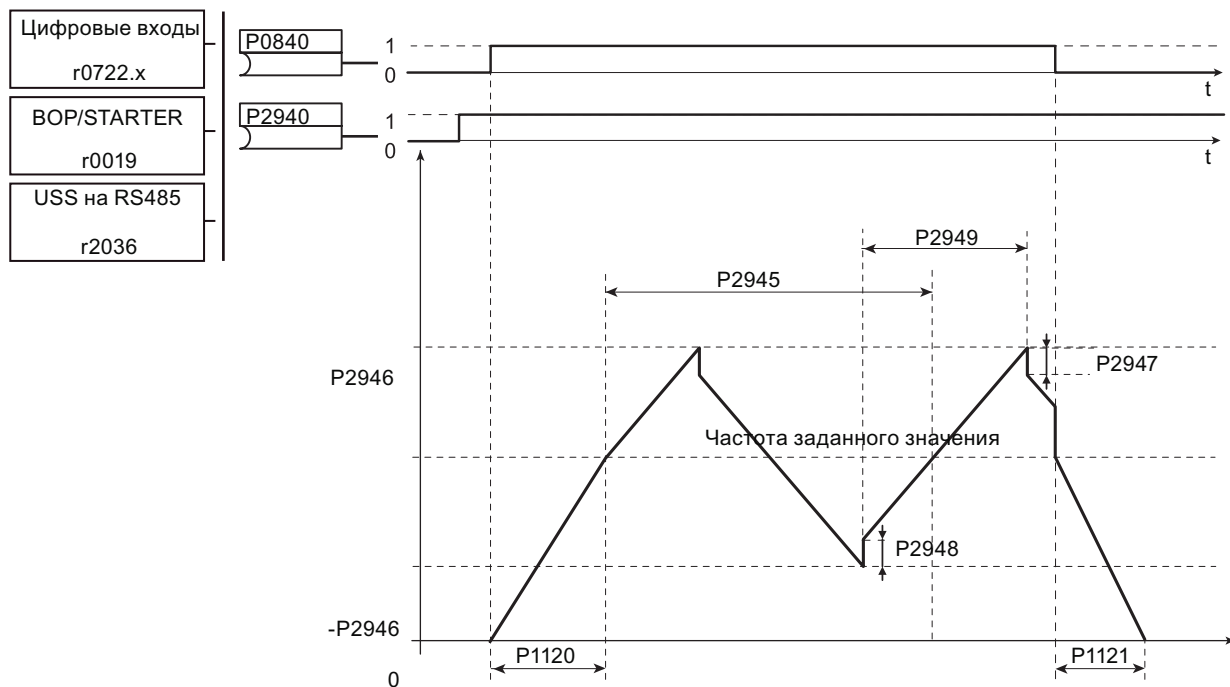 Цифровые входы
r0722.x
P0840
1
0
t
BOP/STARTER
r0019
P2940
1
0
t
USS на RS485
r2036
P2949
P2945
P2946
P2947
Частота заданного значения
P2948
-P2946
P1120
P1121
0